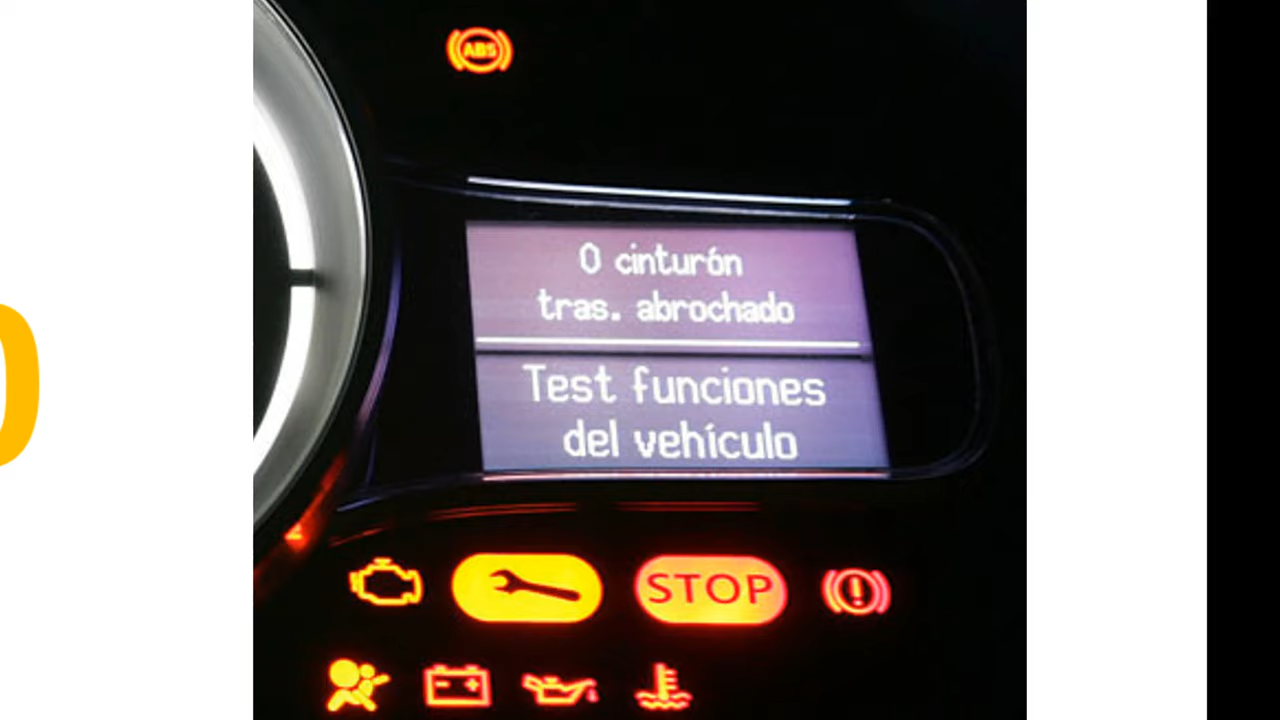 ABS
0 cinturón
tras. abrochado
Test funciones
del vehículo
STOP